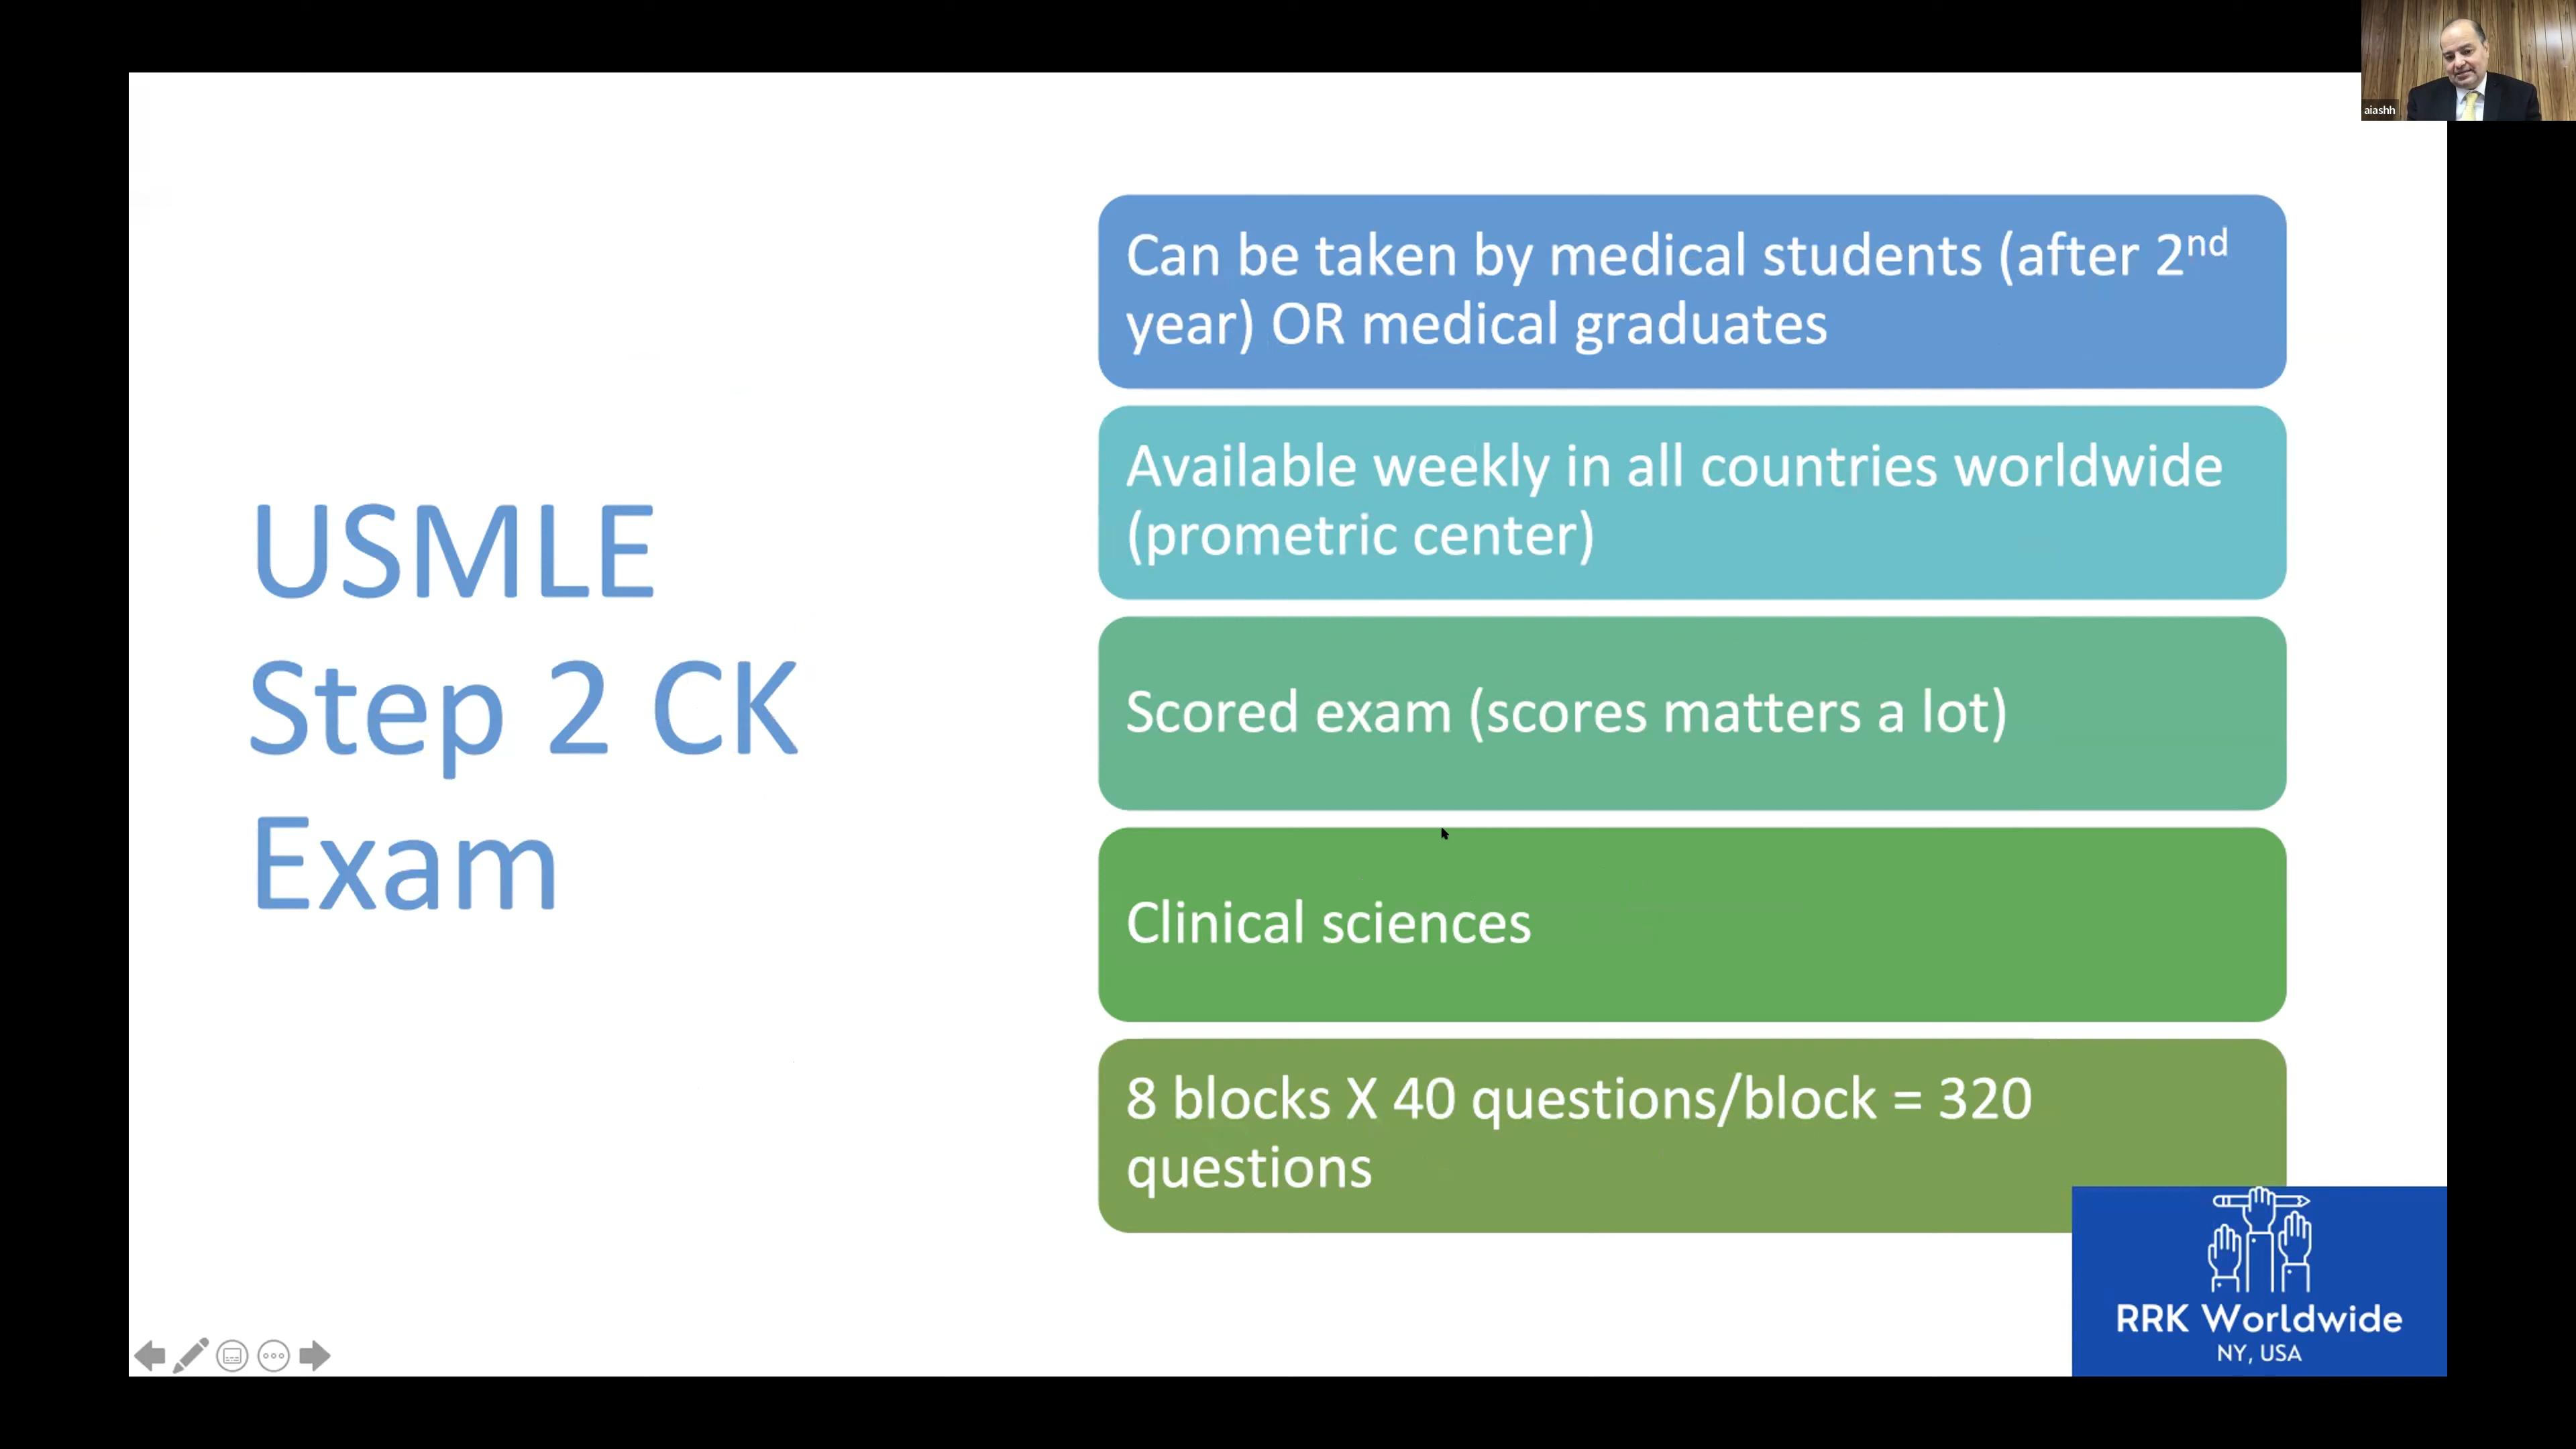 aiashh
USMLE
Step 2 CK
Exam
Can be taken by medical students (after 2nd
year) OR medical graduates
Available weekly in all countries worldwide
(prometric center)
Scored exam (scores matters a lot)
Clinical sciences
8 blocks X 40 questions/block = 320
questions
RRK Worldwide
NY, USA